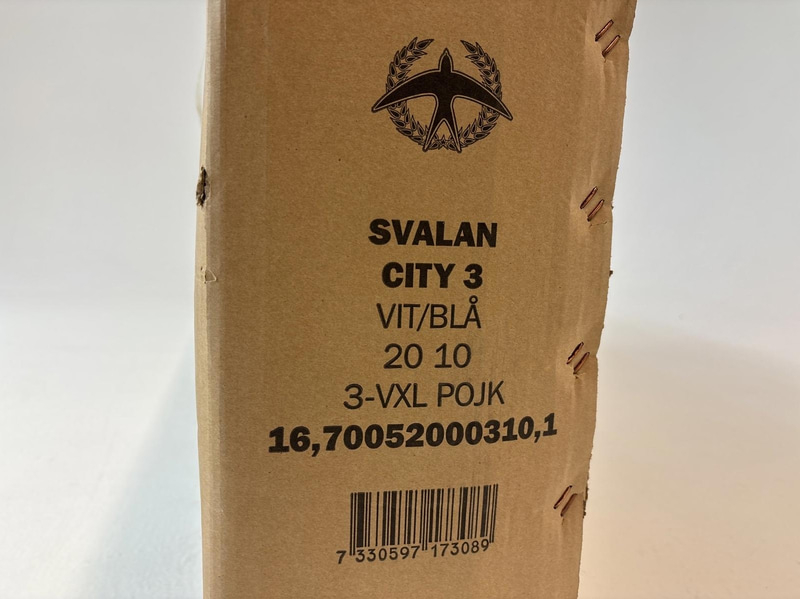 SVALAN
CITY 3
VIT/BLÅ
20 10
3-VXL POJK
16,70052000310,1
7 330597 173089